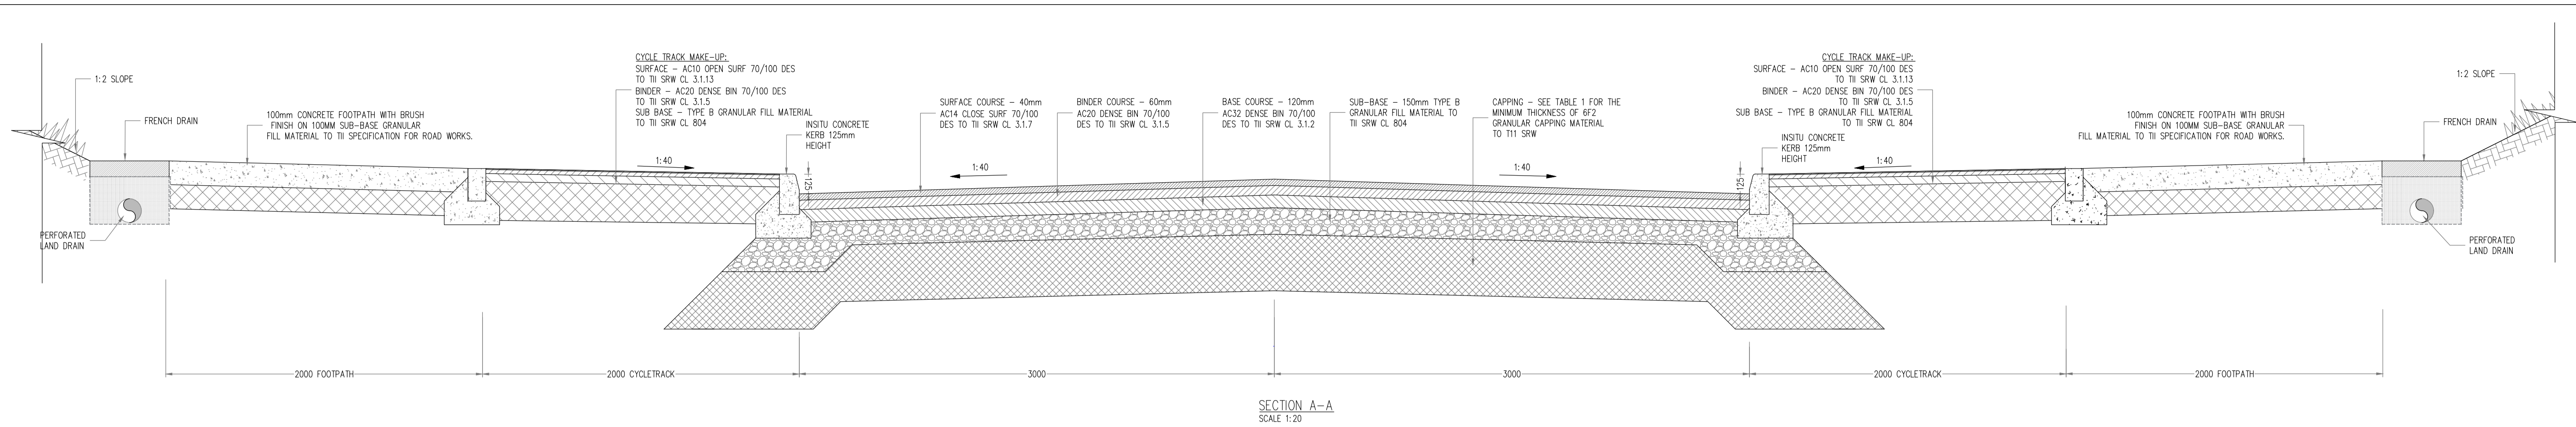 1:2 SLOPE
FRENCH DRAIN
100mm CONCRETE FOOTPATH WITH BRUSH
FINISH ON 100MM SUB-BASE GRANULAR
FILL MATERIAL TO TII SPECIFICATION FOR ROAD WORKS.
PERFORATED
LAND DRAIN
CYCLE TRACK MAKE-UP:
SURFACE - AC10 OPEN SURF 70/100 DES
TO TII SRW CL 3.1.13
BINDER - AC20 DENSE BIN 70/100 DES
TO TII SRW CL 3.1.5
SUB BASE - TYPE B GRANULAR FILL MATERIAL
TO TII SRW CL 804
1:40
INSITU CONCRETE
KERB 125mm
HEIGHT
125
SURFACE COURSE - 40mm
AC14 CLOSE SURF 70/100
DES TO TII SRW CL 3.1.7
1:40
BINDER COURSE - 60mm
AC20 DENSE BIN 70/100
DES TO TII SRW CL 3.1.5
BASE COURSE - 120mm
AC32 DENSE BIN 70/100
DES TO TII SRW CL 3.1.2
SUB-BASE - 150mm TYPE B
GRANULAR FILL MATERIAL TO
TII SRW CL 804
CAPPING - SEE TABLE 1 FOR THE
MINIMUM THICKNESS OF 6F2
GRANULAR CAPPING MATERIAL
TO T11 SRW
1:40
125
INSITU CONCRETE
KERB 125mm
HEIGHT
CYCLE TRACK MAKE-UP:
SURFACE - AC10 OPEN SURF 70/100 DES
TO TII SRW CL 3.1.13
BINDER - AC20 DENSE BIN 70/100 DES
TO TII SRW CL 3.1.5
SUB BASE - TYPE B GRANULAR FILL MATERIAL
TO TII SRW CL 804
1:40
100mm CONCRETE FOOTPATH WITH BRUSH
FINISH ON 100MM SUB-BASE GRANULAR
FILL MATERIAL TO TII SPECIFICATION FOR ROAD WORKS.
1:2 SLOPE
FRENCH DRAIN
PERFORATED
LAND DRAIN
2000 FOOTPATH
2000 CYCLETRACK
3000
3000
2000 CYCLETRACK
2000 FOOTPATH
SECTION A-A
SCALE 1:20